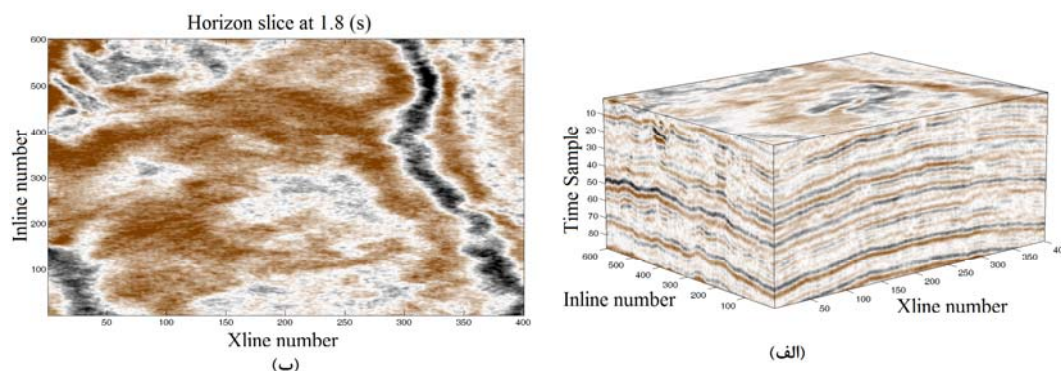 Horizon slice at 1.8 (s)
Inline number
600
500
400
300
200
100
50 100 150 200 250 300 350 400
Xline number
(ب)
Time Sample
10
20
30
40
50
60
70
80
600 500 400 300 200 100
Inline number
50 100 150 200 250 300 350 40
Xline number
(الف)